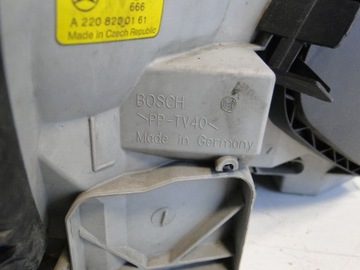 666
A 220 820 01 61
Made in Czech Republic
BOSCH
>PP-TV40<
Made in Germany